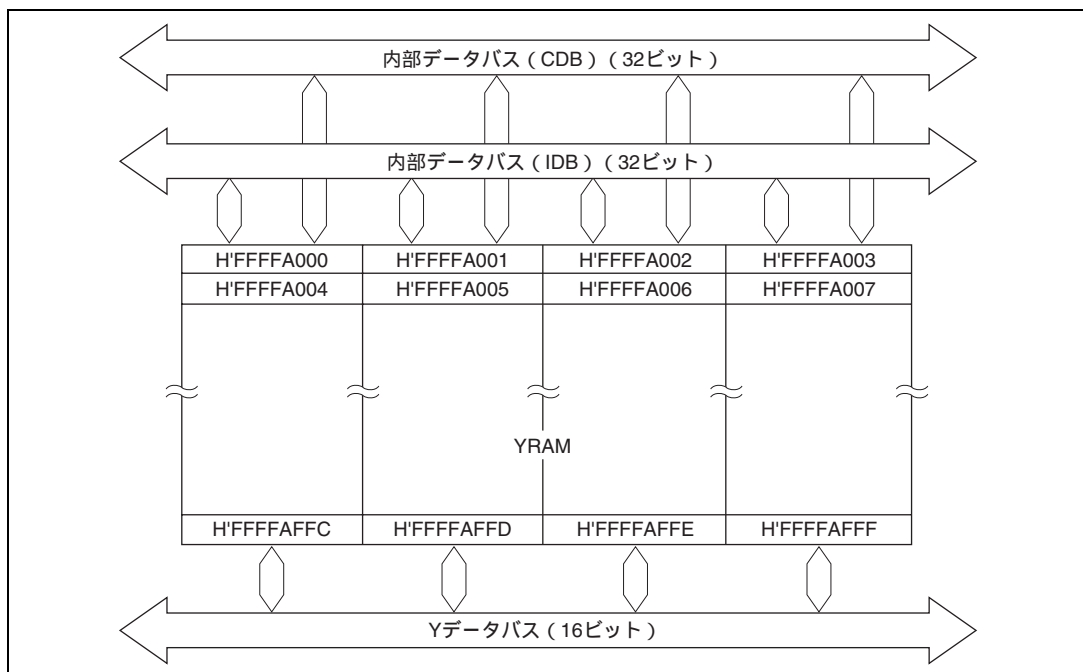 内部データバス（CDB）（32ビット）
内部データバス（IDB）（32ビット）
H'FFFFA000 H'FFFFA001 H'FFFFA002 H'FFFFA003
H'FFFFA004 H'FFFFA005 H'FFFFA006 H'FFFFA007
YRAM
H'FFFFAFFC H'FFFFAFFD H'FFFFAFFE H'FFFFAFFF
Yデータバス（16ビット）